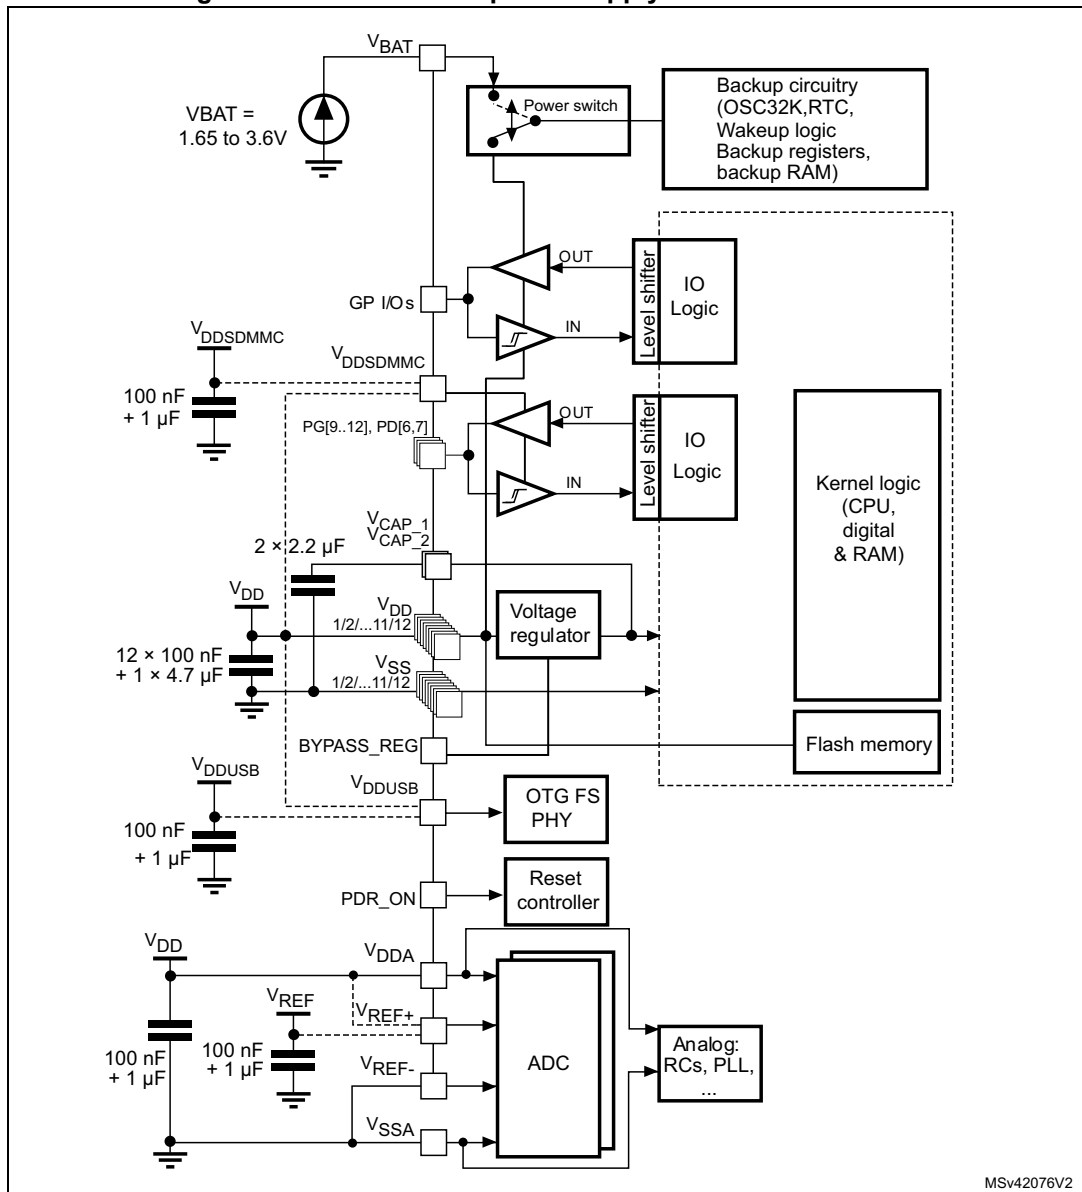 VBAT
VBAT =
1.65 to 3.6V
Power switch
Backup circuitry
(OSC32K,RTC,
Wakeup logic
Backup registers,
backup RAM)
OUT
GP I/Os
IN
Level shifter
IO
Logic
VDDSDMMC
VDDSDMMC
100 nF
+ 1 µF
OUT
PG[9..12], PD[6,7]
IN
Level shifter
IO
Logic
Kernel logic
(CPU,
digital
& RAM)
VCAP_1
VCAP_2
2 × 2.2 µF
VDD
VDD
1/2/...11/12
Voltage
regulator
12 × 100 nF
+ 1 × 4.7 µF
VSS
1/2/...11/12
BYPASS_REG
Flash memory
VDDUSB
VDDUSB
100 nF
+ 1 µF
OTG FS
PHY
PDR_ON
Reset
controller
VDD
VDDA
VREF
VREF+
100 nF
+ 1 µF
100 nF
+ 1 µF
VREF-
ADC
Analog:
RCs, PLL,
...
VSSA
MSv42076V2